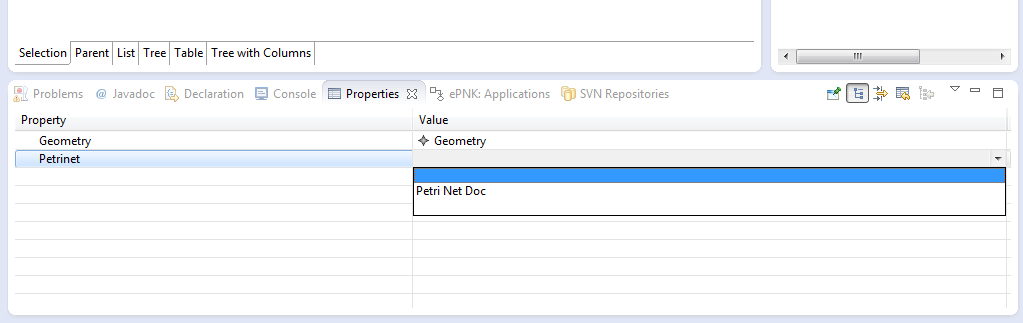 Selection Parent List Tree Table Tree with Columns
Problems @ Javadoc Declaration Console Properties ePNK: Applications SVN Repositories
Property Value
Geometry Geometry
Petrinet
Petri Net Doc